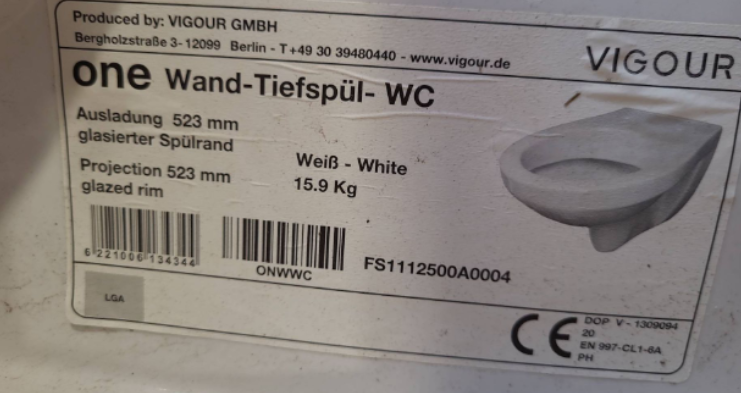 Produced by: VIGOUR GMBH
Bergholzstraße 3- 12099 Berlin - T+49 30 39480440 - www.vigour.de
VIGOUR
one Wand-Tiefspül- WC
Ausladung 523 mm
glasierter Spülrand
Projection 523 mm
glazed rim
Weiß - White
15.9 Kg
6 221006 134344
ONWWC
FS1112500A0004
LGA
CE
DOP V - 1309094
20
EN 997-CL1-6A
PH